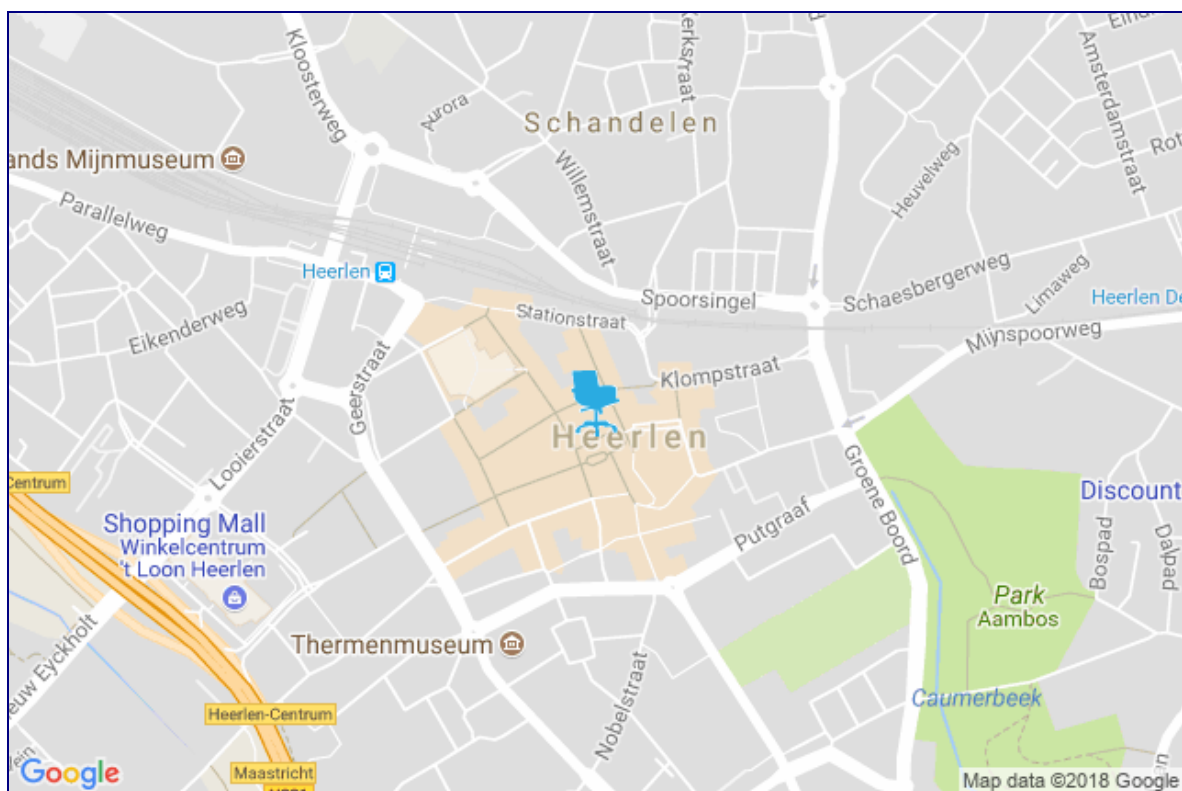 Kloosterweg
Aurora
Kerkstraat
Schandelen
Amsterdamstraat
ands Mijnmuseum
Willemstraat
Heuvelweg
Rot
Parallelweg
Heerlen
Spoorsingel
Schaesbergerweg
Limaweg
Heerlen De
Stationstraat
Eikenderweg
Mijnspoorweg
Geerstraat
Klompstraat
Looierstraat
Heerlen
Groene Boord
Centrum
Discount
Shopping Mall
Winkelcentrum
't Loon Heerlen
Putgraaf
Bospad
Dalpad
Park
Aambos
Thermenmuseum
euw Eyckholt
Nobelstraat
Caumerbeek
Heerlen-Centrum
Maastricht
Google
Map data ©2018 Google